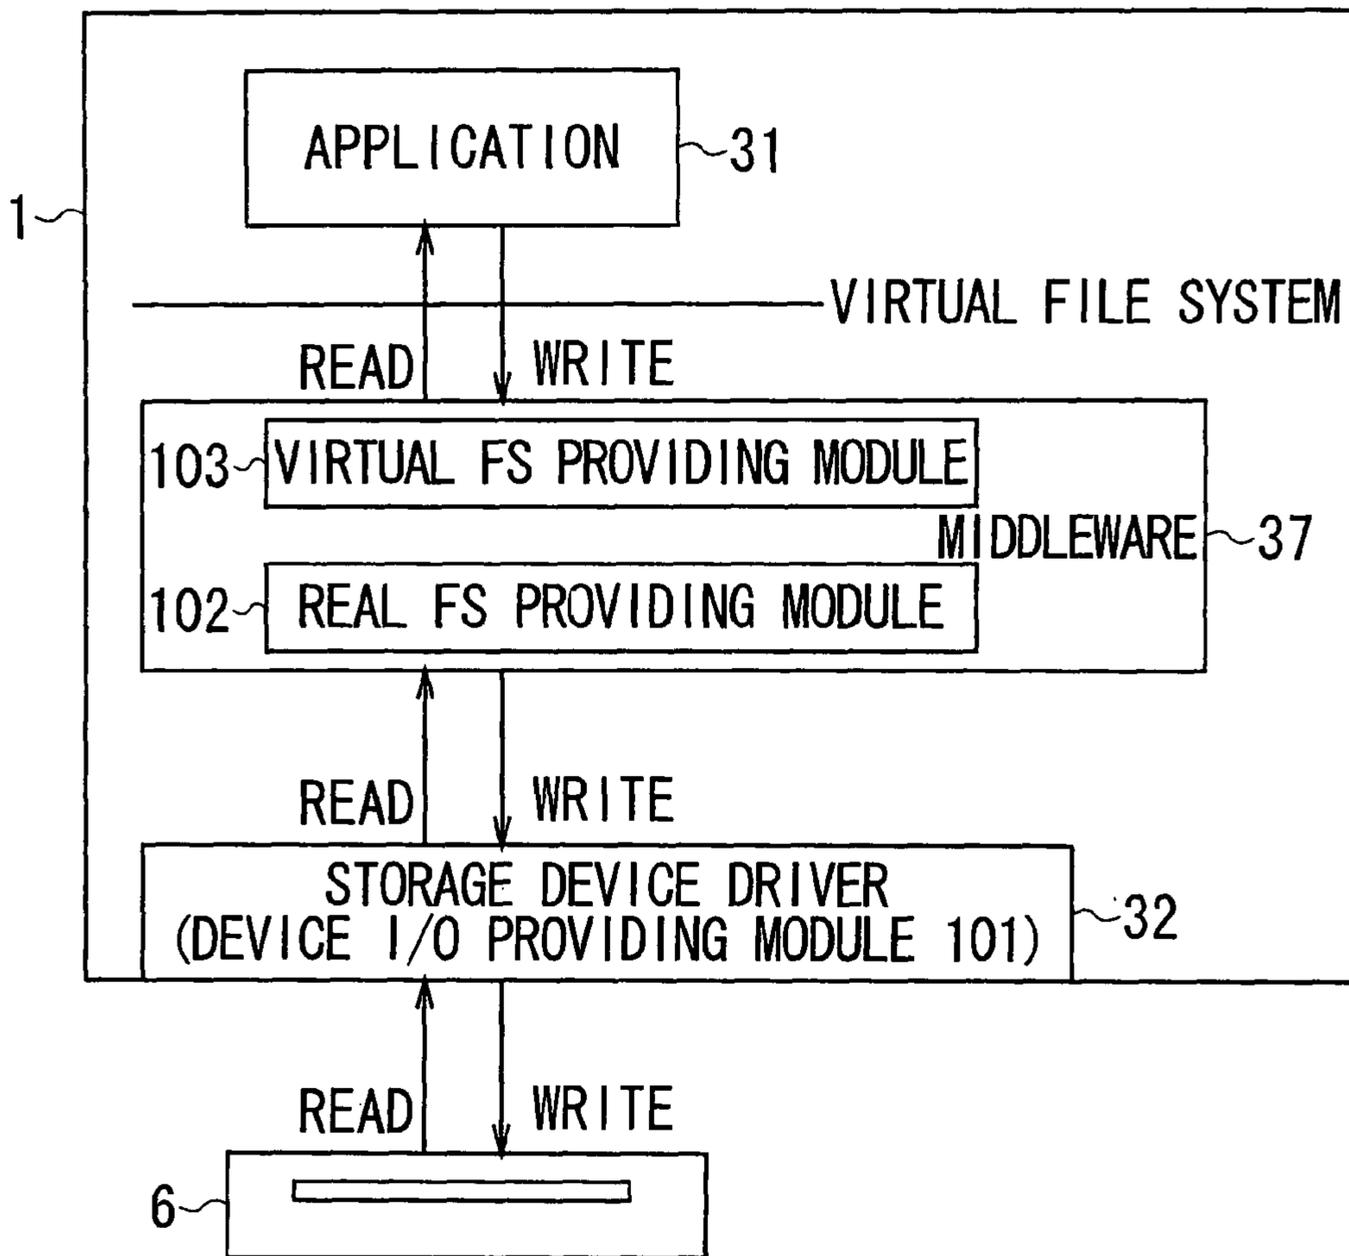 APPLICATION
31
1
VIRTUAL FILE SYSTEM
READ WRITE
103 VIRTUAL FS PROVIDING MODULE
MIDDLEWARE 37
102 REAL FS PROVIDING MODULE
READ WRITE
STORAGE DEVICE DRIVER
(DEVICE I/O PROVIDING MODULE 101)
32
READ WRITE
6